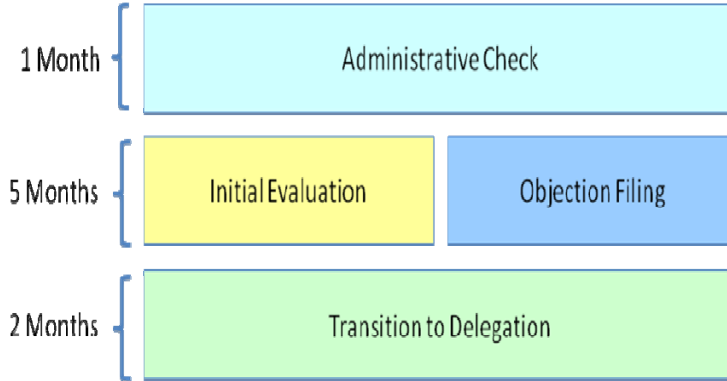 1 Month
Administrative Check
5 Months
Initial Evaluation
Objection Filing
2 Months
Transition to Delegation